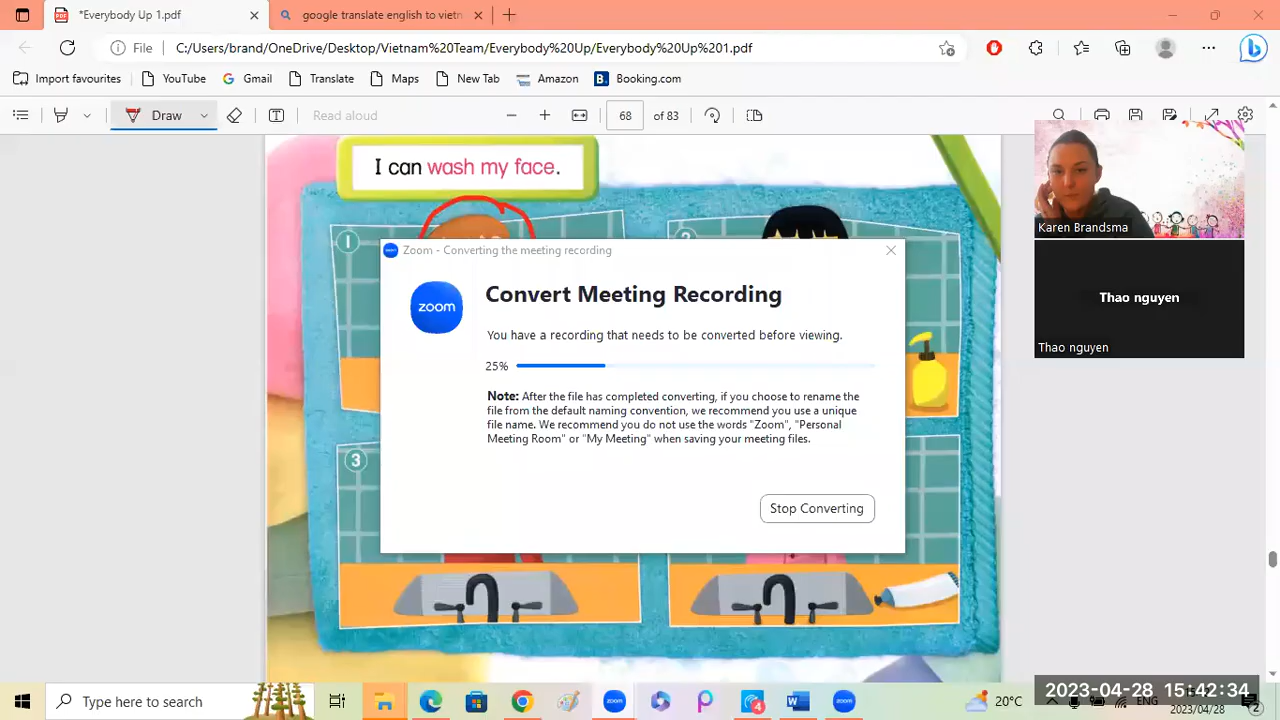 *Everybody Up 1.pdf
google translate english to vietn
File
C:/Users/brand/OneDrive/Desktop/Vietnam%20Team/Everybody%20Up/Everybody%20Up%201.pdf
Import favourites
YouTube
Gmail
Translate
Maps
New Tab
Amazon
B.
Booking.com
Draw
Read aloud
68
of 83
I can wash my face.
1
Zoom - Converting the meeting recording
zoom
Convert Meeting Recording
You have a recording that needs to be converted before viewing.
25%
Note: After the file has completed converting, if you choose to rename the
file from the default naming convention, we recommend you use a unique
file name. We recommend you do not use the words "Zoom", "Personal
Meeting Room" or "My Meeting" when saving your meeting files.
Stop Converting
3
Karen Brandsma
Thao nguyen
Thao nguyen
Type here to search
zoom
4
zoom
20°C
ENG
2023-04-28 15:42:34
2023/04/28
2